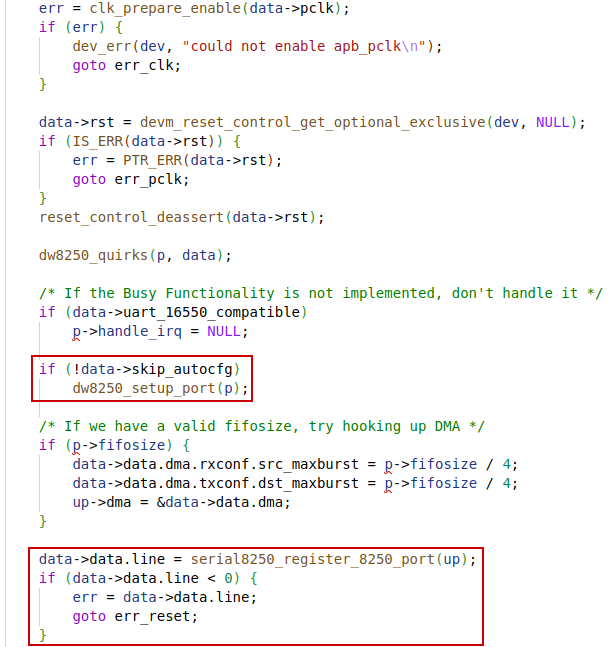 err = clk_prepare_enable(data->pclk);
if (err) {
dev_err(dev, "could not enable apb_pclk\n");
goto err_clk;
}
data->rst = devm_reset_control_get_optional_exclusive(dev, NULL);
if (IS_ERR(data->rst)) {
err = PTR_ERR(data->rst);
goto err_pclk;
}
reset_control_deassert(data->rst);
dw8250_quirks(p, data);
/* If the Busy Functionality is not implemented, don't handle it */
if (data->uart_16550_compatible)
p->handle_irq = NULL;
if (!data->skip_autocfg)
dw8250_setup_port(p);
/* If we have a valid fifosize, try hooking up DMA */
if (p->fifosize) {
data->data.dma.rxconf.src_maxburst = p->fifosize / 4;
data->data.dma.txconf.dst_maxburst = p->fifosize / 4;
up->dma = &data->data.dma;
}
data->data.line = serial8250_register_8250_port(up);
if (data->data.line < 0) {
err = data->data.line;
goto err_reset;
}